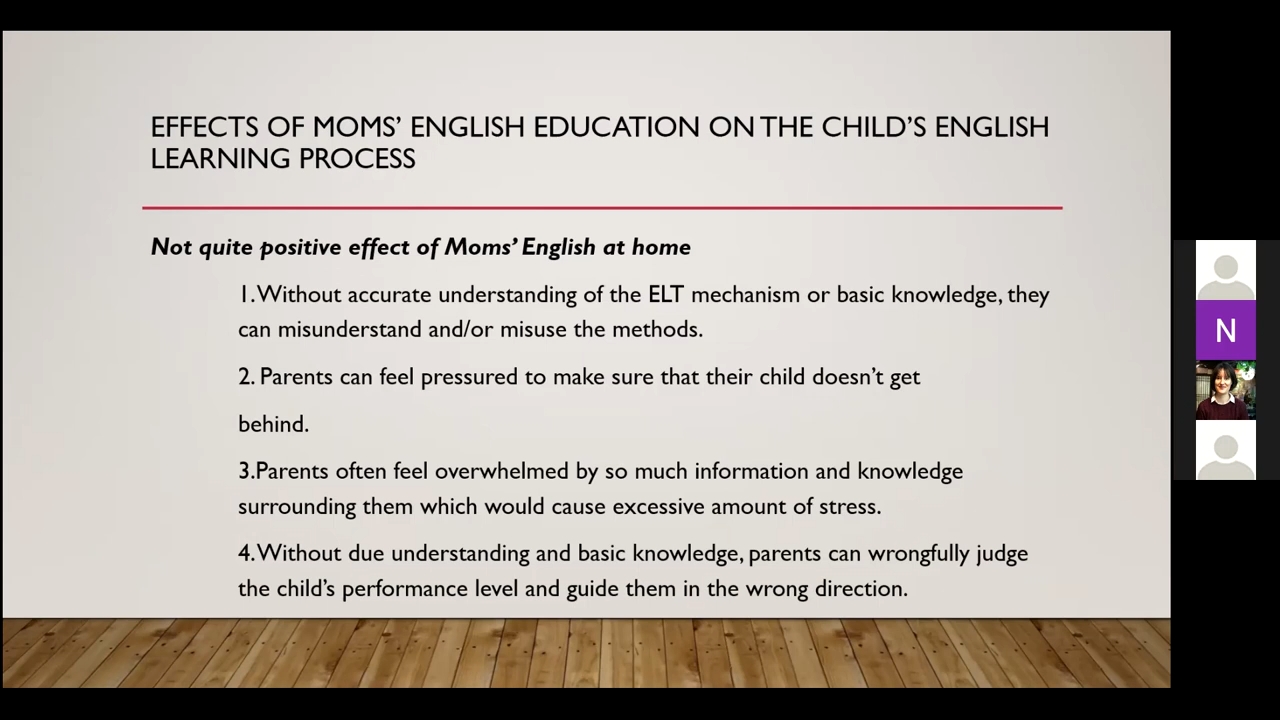 EFFECTS OF MOMS’ ENGLISH EDUCATION ON THE CHILD’S ENGLISH
LEARNING PROCESS
Not quite positive effect of Moms’ English at home
1.Without accurate understanding of the ELT mechanism or basic knowledge, they
can misunderstand and/or misuse the methods.
2. Parents can feel pressured to make sure that their child doesn’t get
behind.
3.Parents often feel overwhelmed by so much information and knowledge
surrounding them which would cause excessive amount of stress.
4.Without due understanding and basic knowledge, parents can wrongfully judge
the child’s performance level and guide them in the wrong direction.
N